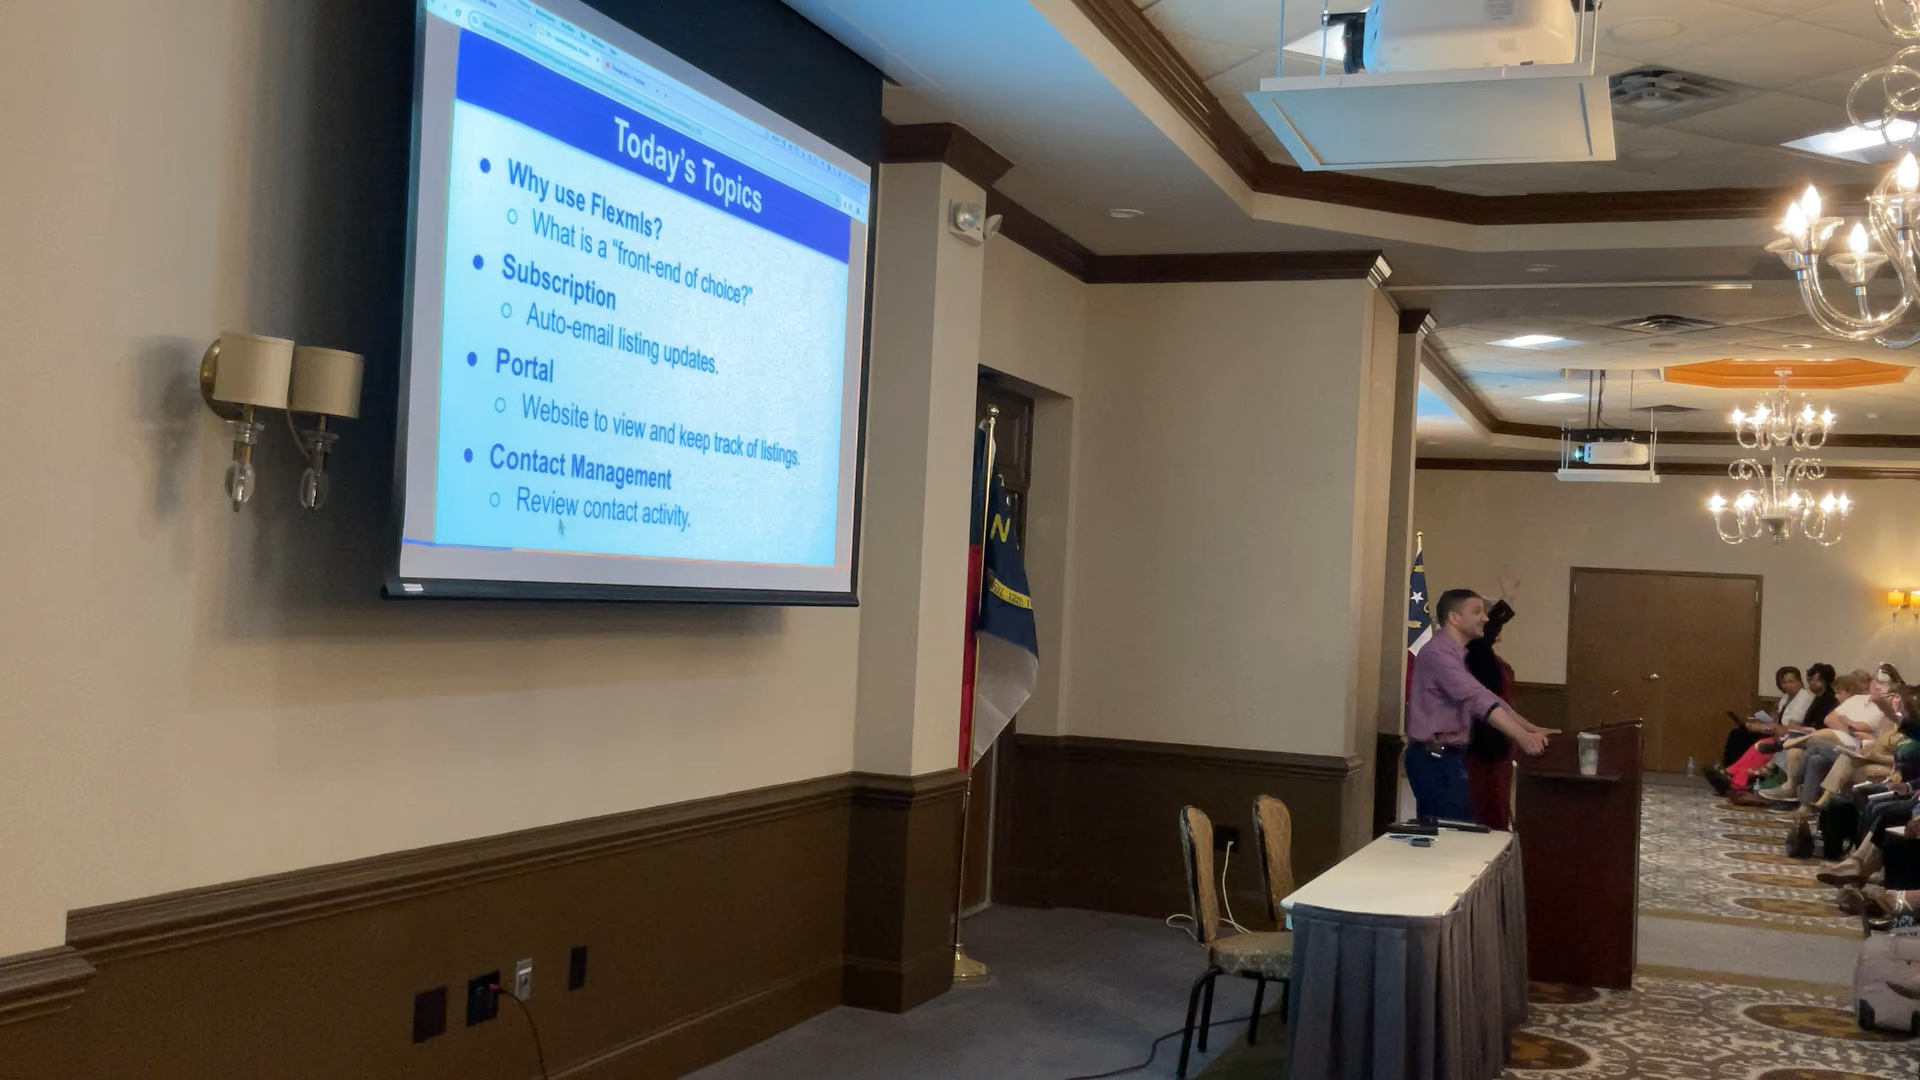 Today's Topics
Why use Flexmls?
What is a "front-end of choice?"
Subscription
Auto-email listing updates.
Portal
Website to view and keep track of listings.
Contact Management
Review contact activity.
N
12th